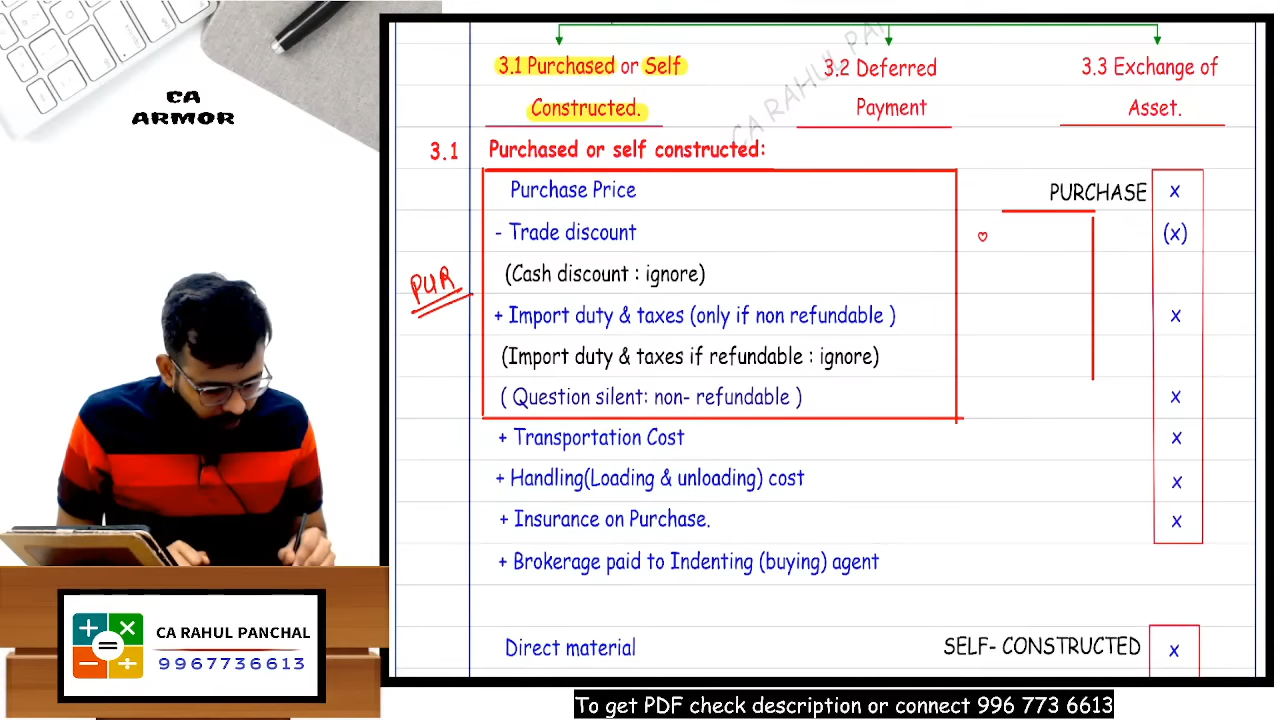 CA
ARMOR
3.1 Purchased or Self
Constructed.
3.2 Deferred
Payment
3.3 Exchange of
Asset.
CA RAHUL PA
3.1 Purchased or self constructed:
Purchase Price PURCHASE x
- Trade discount (x)
(Cash discount : ignore)
PUR
+ Import duty & taxes (only if non refundable ) x
(Import duty & taxes if refundable : ignore)
( Question silent: non- refundable ) x
+ Transportation Cost x
+ Handling(Loading & unloading) cost x
+ Insurance on Purchase. x
+ Brokerage paid to Indenting (buying) agent
Direct material SELF- CONSTRUCTED x
CA RAHUL PANCHAL
9967736613
To get PDF check description or connect 996 773 6613